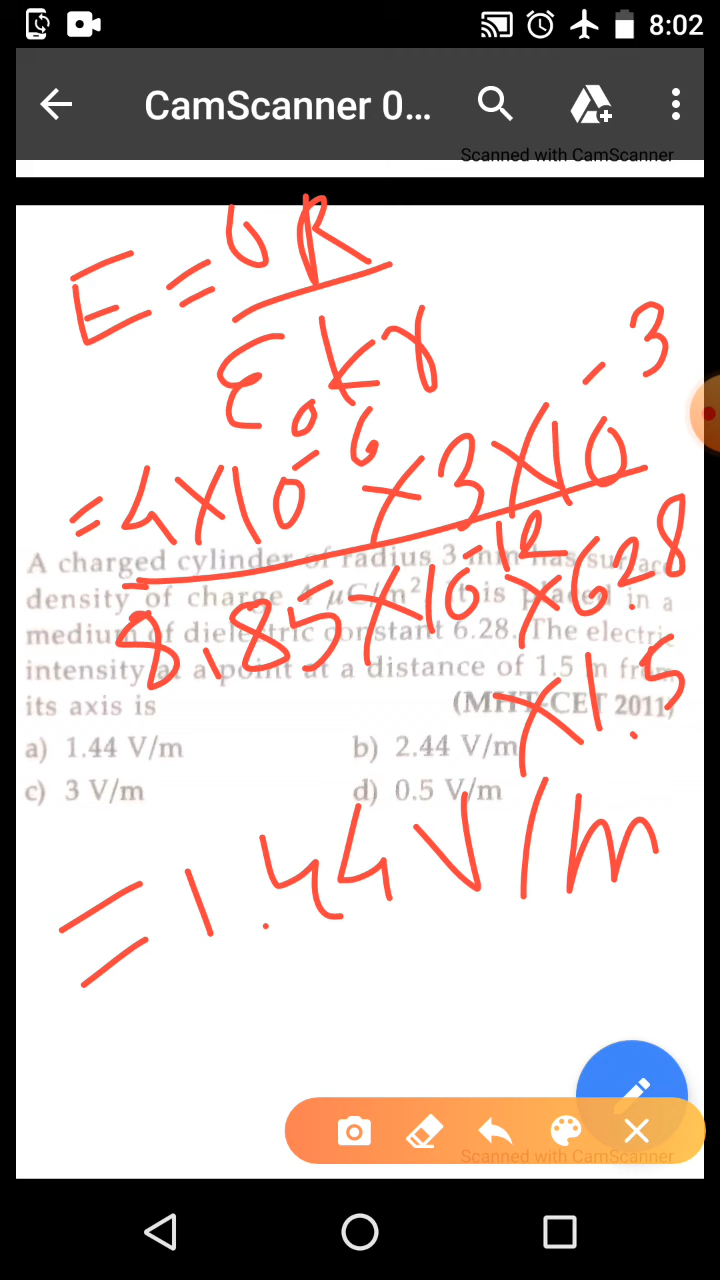 8:02
CamScanner 0...
Scanned with CamScanner
E = σR
ε₀kr
= 4×10⁻⁶ × 3×10⁻³
8.85×10⁻¹²×6.28
×1.5
A charged cylinder of radius 3 mm has surface
density of charge 4 μC/m². It is placed in a
medium of dielectric constant 6.28. The electric
intensity at a point at a distance of 1.5 m from
its axis is (MHT-CET 2011)
a) 1.44 V/m b) 2.44 V/m
c) 3 V/m d) 0.5 V/m
= 1.44 V/m
Scanned with CamScanner